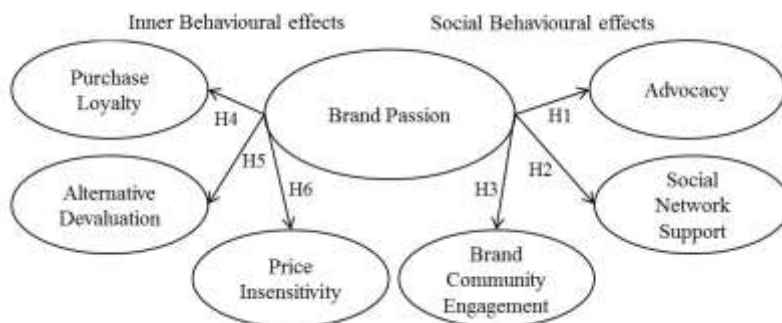 Inner Behavioural effects
Social Behavioural effects
Purchase
Loyalty
Brand Passion
Advocacy
H4
H1
H5
H2
H6
H3
Alternative
Devaluation
Social
Network
Support
Price
Insensitivity
Brand
Community
Engagement